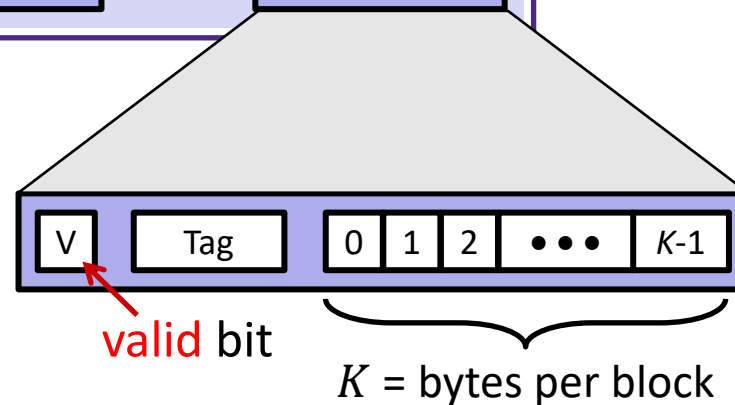 V Tag 0 1 2 ••• K-1
valid bit
K = bytes per block